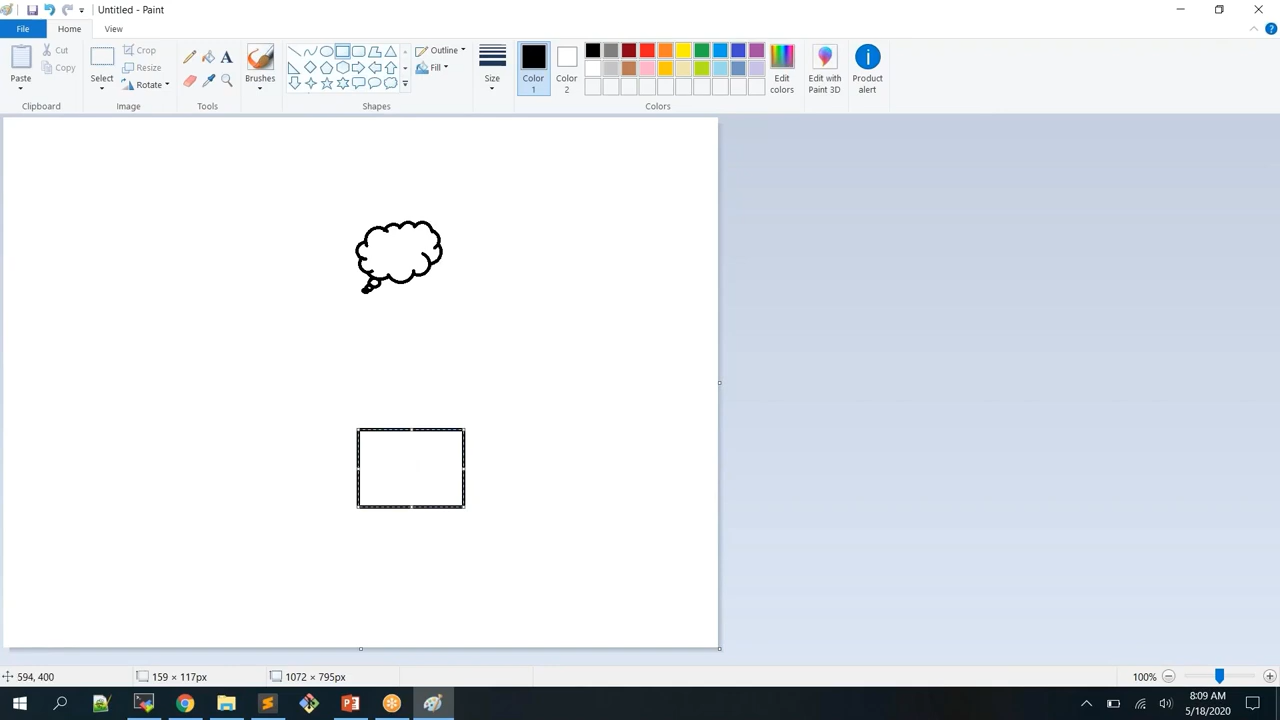 Untitled - Paint
File
Home
View
Paste
Cut
Copy
Clipboard
Select
Crop
Resize
Rotate
Image
A
Tools
Brushes
Outline
Fill
Shapes
Size
Color 1
Color 2
Colors
Edit colors
Edit with Paint 3D
Product alert
594, 400
159 × 117px
1072 × 795px
100%
8:09 AM
5/18/2020